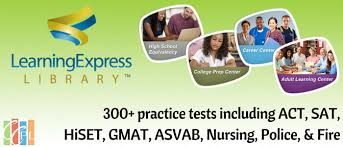 LearningExpress
LIBRARY™
High School
Equivalency
College Prep Center
Career Center
Adult Learning Center
300+ practice tests including ACT, SAT,
HiSET, GMAT, ASVAB, Nursing, Police, & Fire